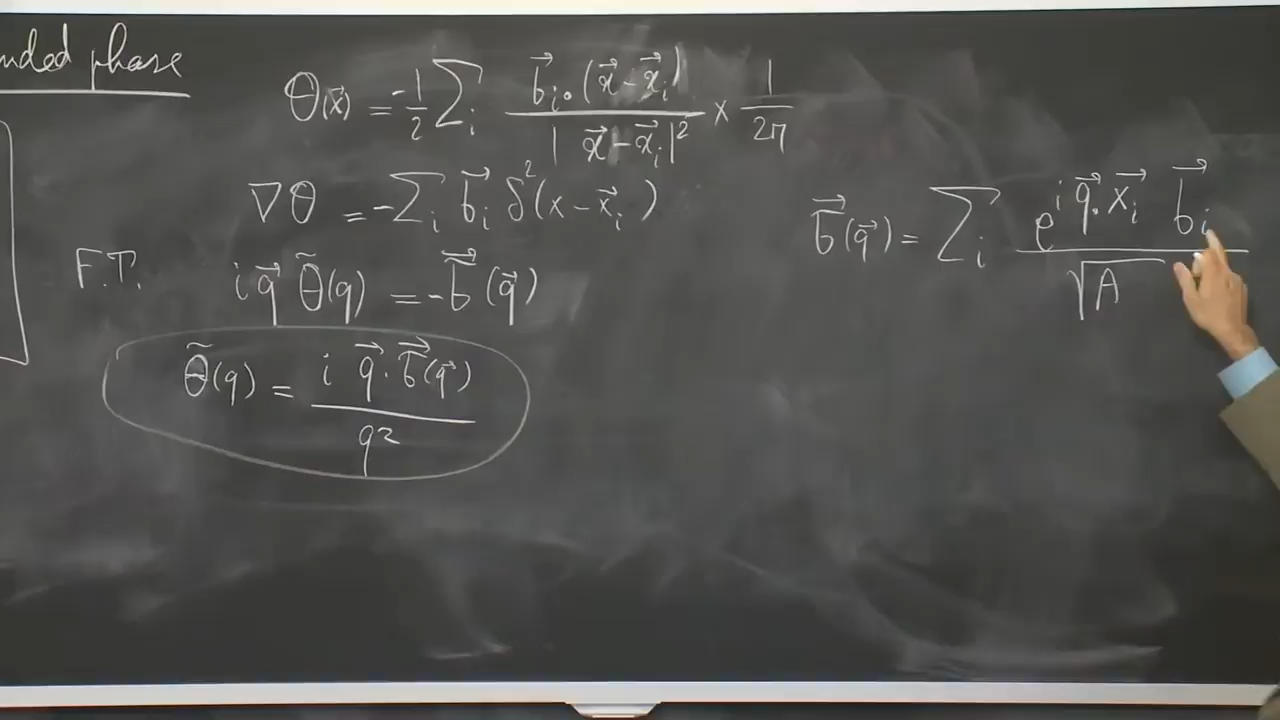 nded phase
θ(x⃗) = -1/2 Σᵢ b⃗ᵢ·(x⃗-x⃗ᵢ) / |x⃗-x⃗ᵢ|² × 1/2π
∇θ = -Σᵢ b⃗ᵢ δ²(x-x⃗ᵢ)
F.T. i q⃗ θ̃(q) = -b⃗(q⃗)
θ̃(q) = i q⃗·b⃗(q⃗) / q²
b⃗(q⃗) = Σᵢ e^{i q⃗·x⃗ᵢ} b⃗ᵢ / √A